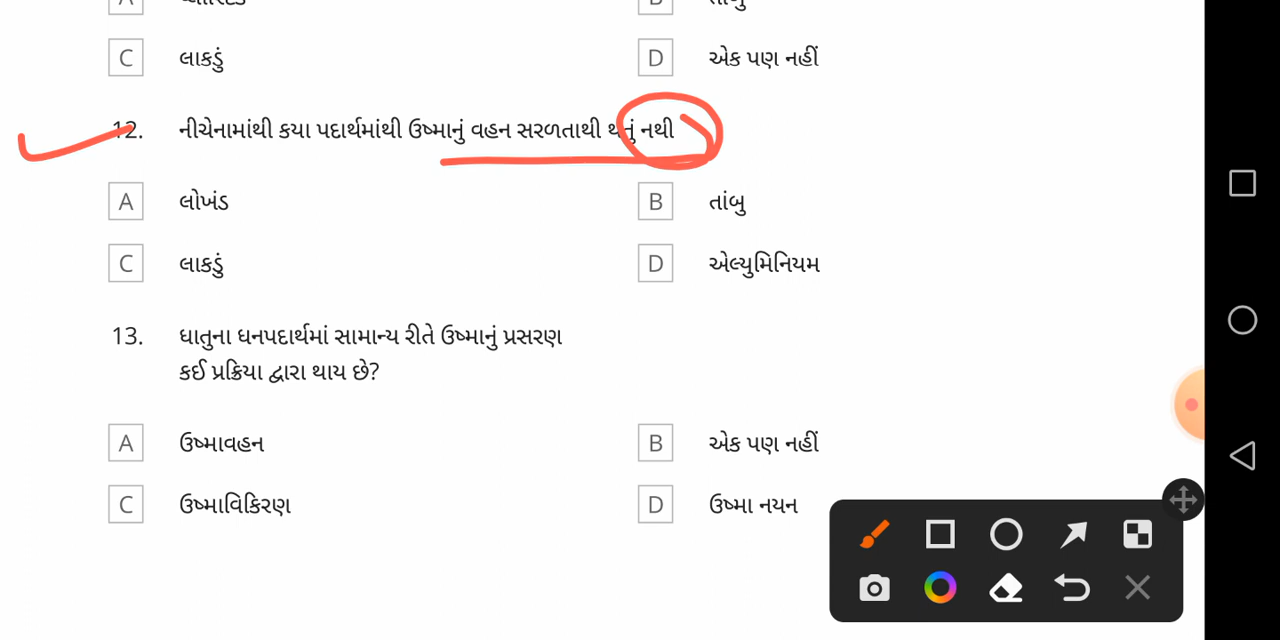 A B
C લાકડું D એક પણ નહીં
12. નીચેનામાંથી કયા પદાર્થમાંથી ઉષ્માનું વહન સરળતાથી થતું નથી
A લોખંડ B તાંબુ
C લાકડું D એલ્યુમિનિયમ
13. ધાતુના ધનપદાર્થમાં સામાન્ય રીતે ઉષ્માનું પ્રસરણ
કઈ પ્રક્રિયા દ્વારા થાય છે?
A ઉષ્માવહન B એક પણ નહીં
C ઉષ્માવિકિરણ D ઉષ્મા નયન